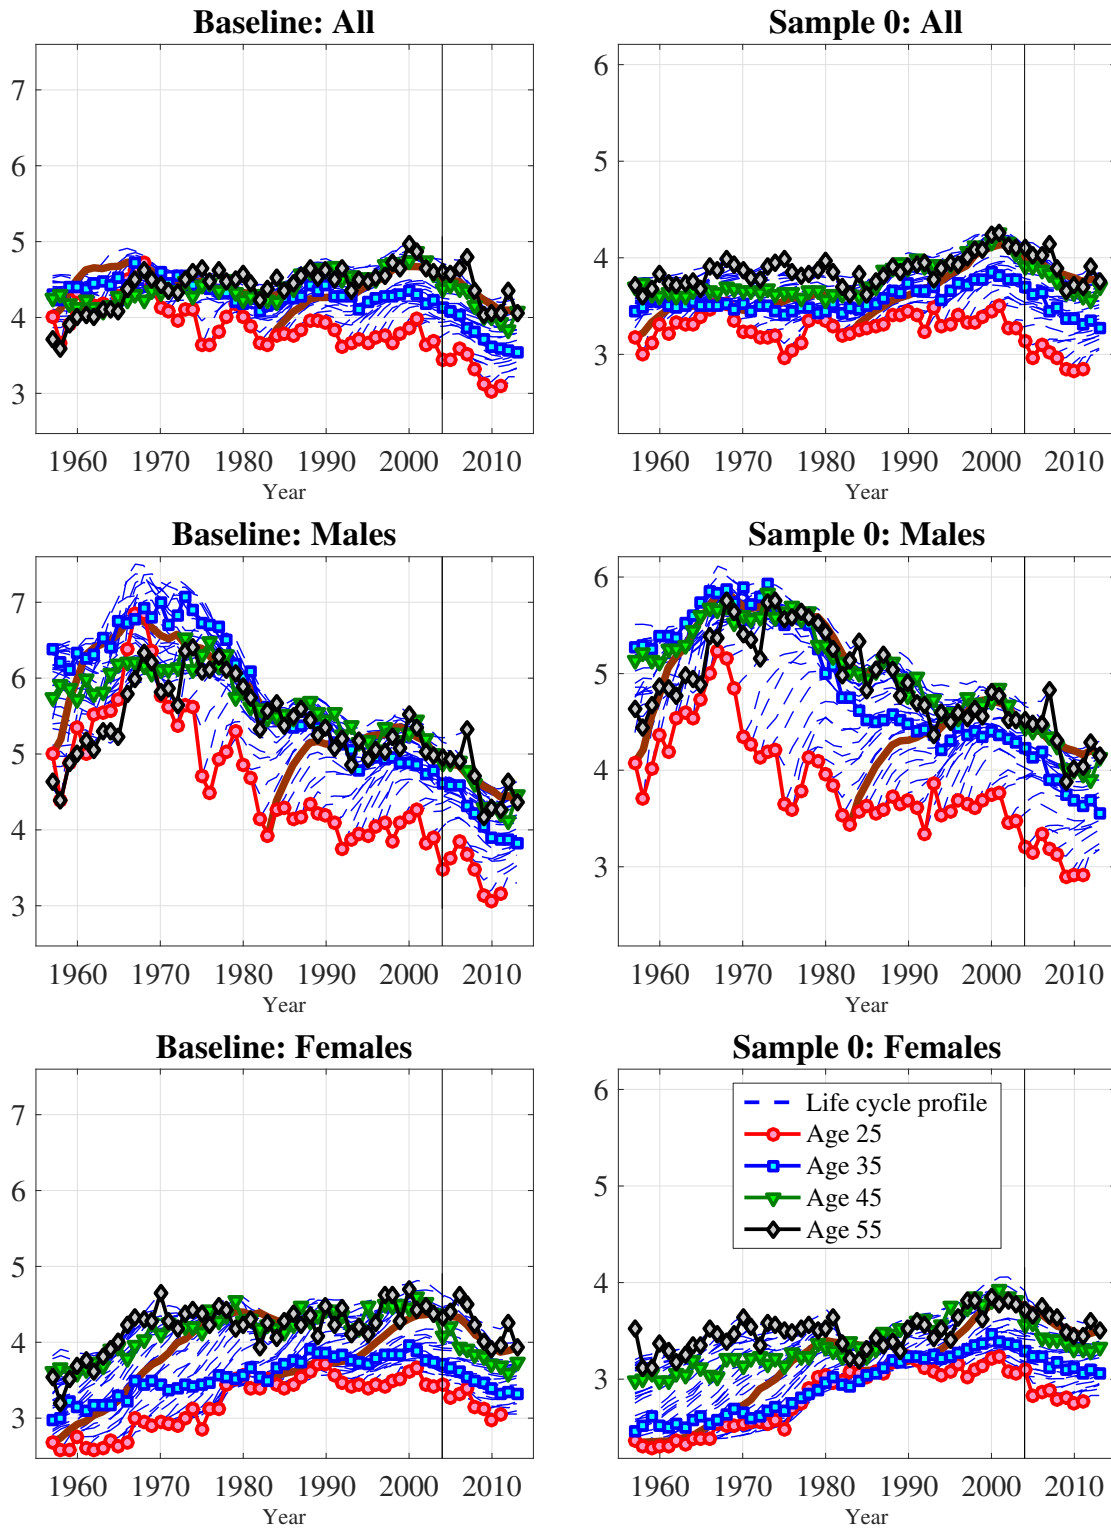 Baseline: All
7
6
5
4
3
1960 1970 1980 1990 2000 2010
Year
Sample 0: All
6
5
4
3
1960 1970 1980 1990 2000 2010
Year
Baseline: Males
7
6
5
4
3
1960 1970 1980 1990 2000 2010
Year
Sample 0: Males
6
5
4
3
1960 1970 1980 1990 2000 2010
Year
Baseline: Females
7
6
5
4
3
1960 1970 1980 1990 2000 2010
Year
Sample 0: Females
6
5
4
3
Life cycle profile
Age 25
Age 35
Age 45
Age 55
1960 1970 1980 1990 2000 2010
Year